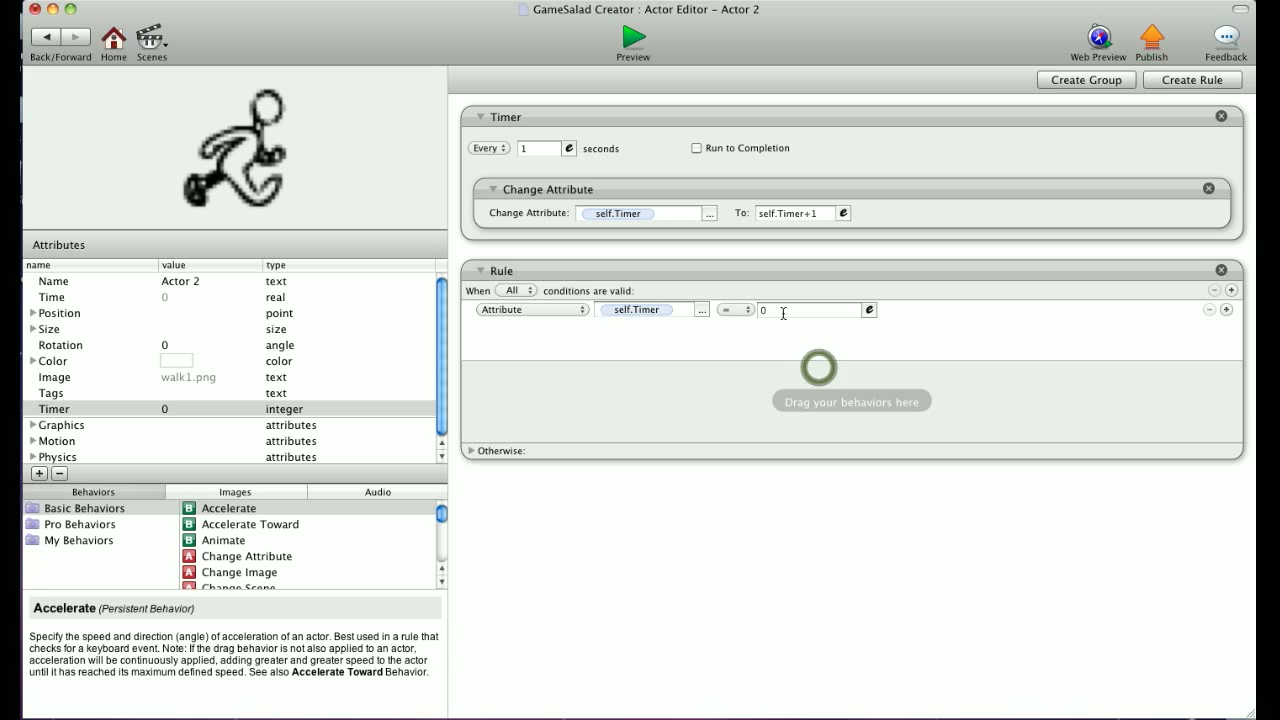 GameSalad Creator : Actor Editor – Actor 2
Back/Forward Home Scenes Preview Web Preview Publish Feedback
Create Group Create Rule
Timer
Every 1 e seconds Run to Completion
Change Attribute
Change Attribute: self.Timer ... To: self.Timer+1 e
Rule
When All conditions are valid:
Attribute self.Timer ... = 0 e
Drag your behaviors here
Otherwise:
Attributes
name value type
Name Actor 2 text
Time 0 real
Position point
Size size
Rotation 0 angle
Color color
Image walk1.png text
Tags text
Timer 0 integer
Graphics attributes
Motion attributes
Physics attributes
Behaviors Images Audio
Basic Behaviors
Pro Behaviors
My Behaviors
B Accelerate
B Accelerate Toward
B Animate
A Change Attribute
A Change Image
A Change Scene
Accelerate (Persistent Behavior)
Specify the speed and direction (angle) of acceleration of an actor. Best used in a rule that
checks for a keyboard event. Note: If the drag behavior is not also applied to an actor,
acceleration will be continuously applied, adding greater and greater speed to the actor
until it has reached its maximum defined speed. See also Accelerate Toward Behavior.